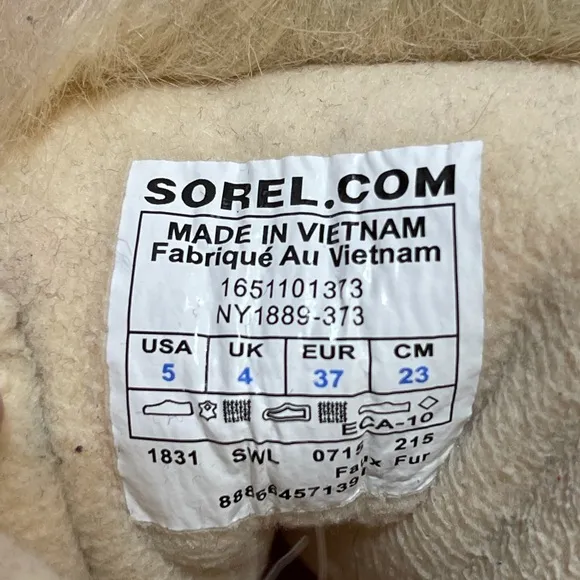 SOREL.COM
MADE IN VIETNAM
Fabriqué Au Vietnam
1651101373
NY1889-373
USA UK EUR CM
5 4 37 23
ECA-10
1831 SWL 0715 215
Faux Fur